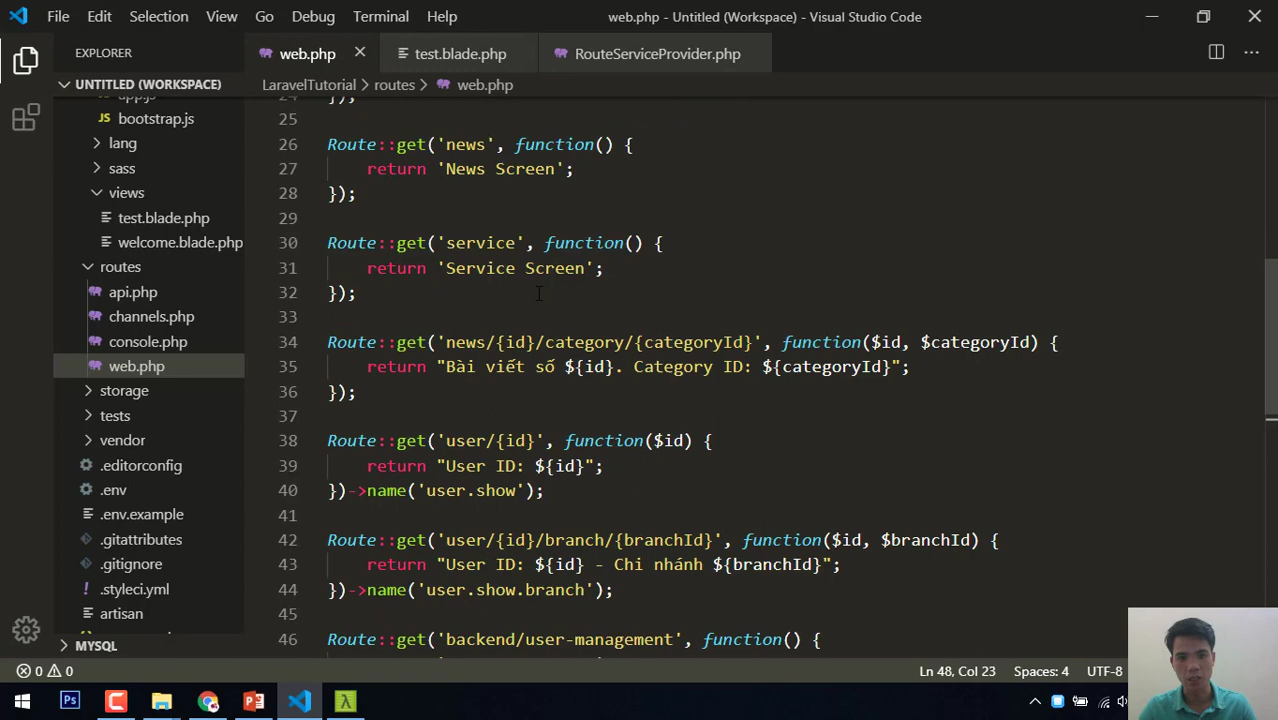 File Edit Selection View Go Debug Terminal Help web.php - Untitled (Workspace) - Visual Studio Code
EXPLORER
web.php test.blade.php RouteServiceProvider.php
UNTITLED (WORKSPACE)
LaravelTutorial > routes > web.php
app.js
JS bootstrap.js
lang
sass
views
test.blade.php
welcome.blade.php
routes
api.php
channels.php
console.php
web.php
storage
tests
vendor
.editorconfig
.env
.env.example
.gitattributes
.gitignore
.styleci.yml
artisan
MYSQL
24 });
25
26 Route::get('news', function() {
27 return 'News Screen';
28 });
29
30 Route::get('service', function() {
31 return 'Service Screen';
32 });
33
34 Route::get('news/{id}/category/{categoryId}', function($id, $categoryId) {
35 return "Bài viết số ${id}. Category ID: ${categoryId}";
36 });
37
38 Route::get('user/{id}', function($id) {
39 return "User ID: ${id}";
40 })->name('user.show');
41
42 Route::get('user/{id}/branch/{branchId}', function($id, $branchId) {
43 return "User ID: ${id} - Chi nhánh ${branchId}";
44 })->name('user.show.branch');
45
46 Route::get('backend/user-management', function() {
0 0 Ln 48, Col 23 Spaces: 4 UTF-8
Ps